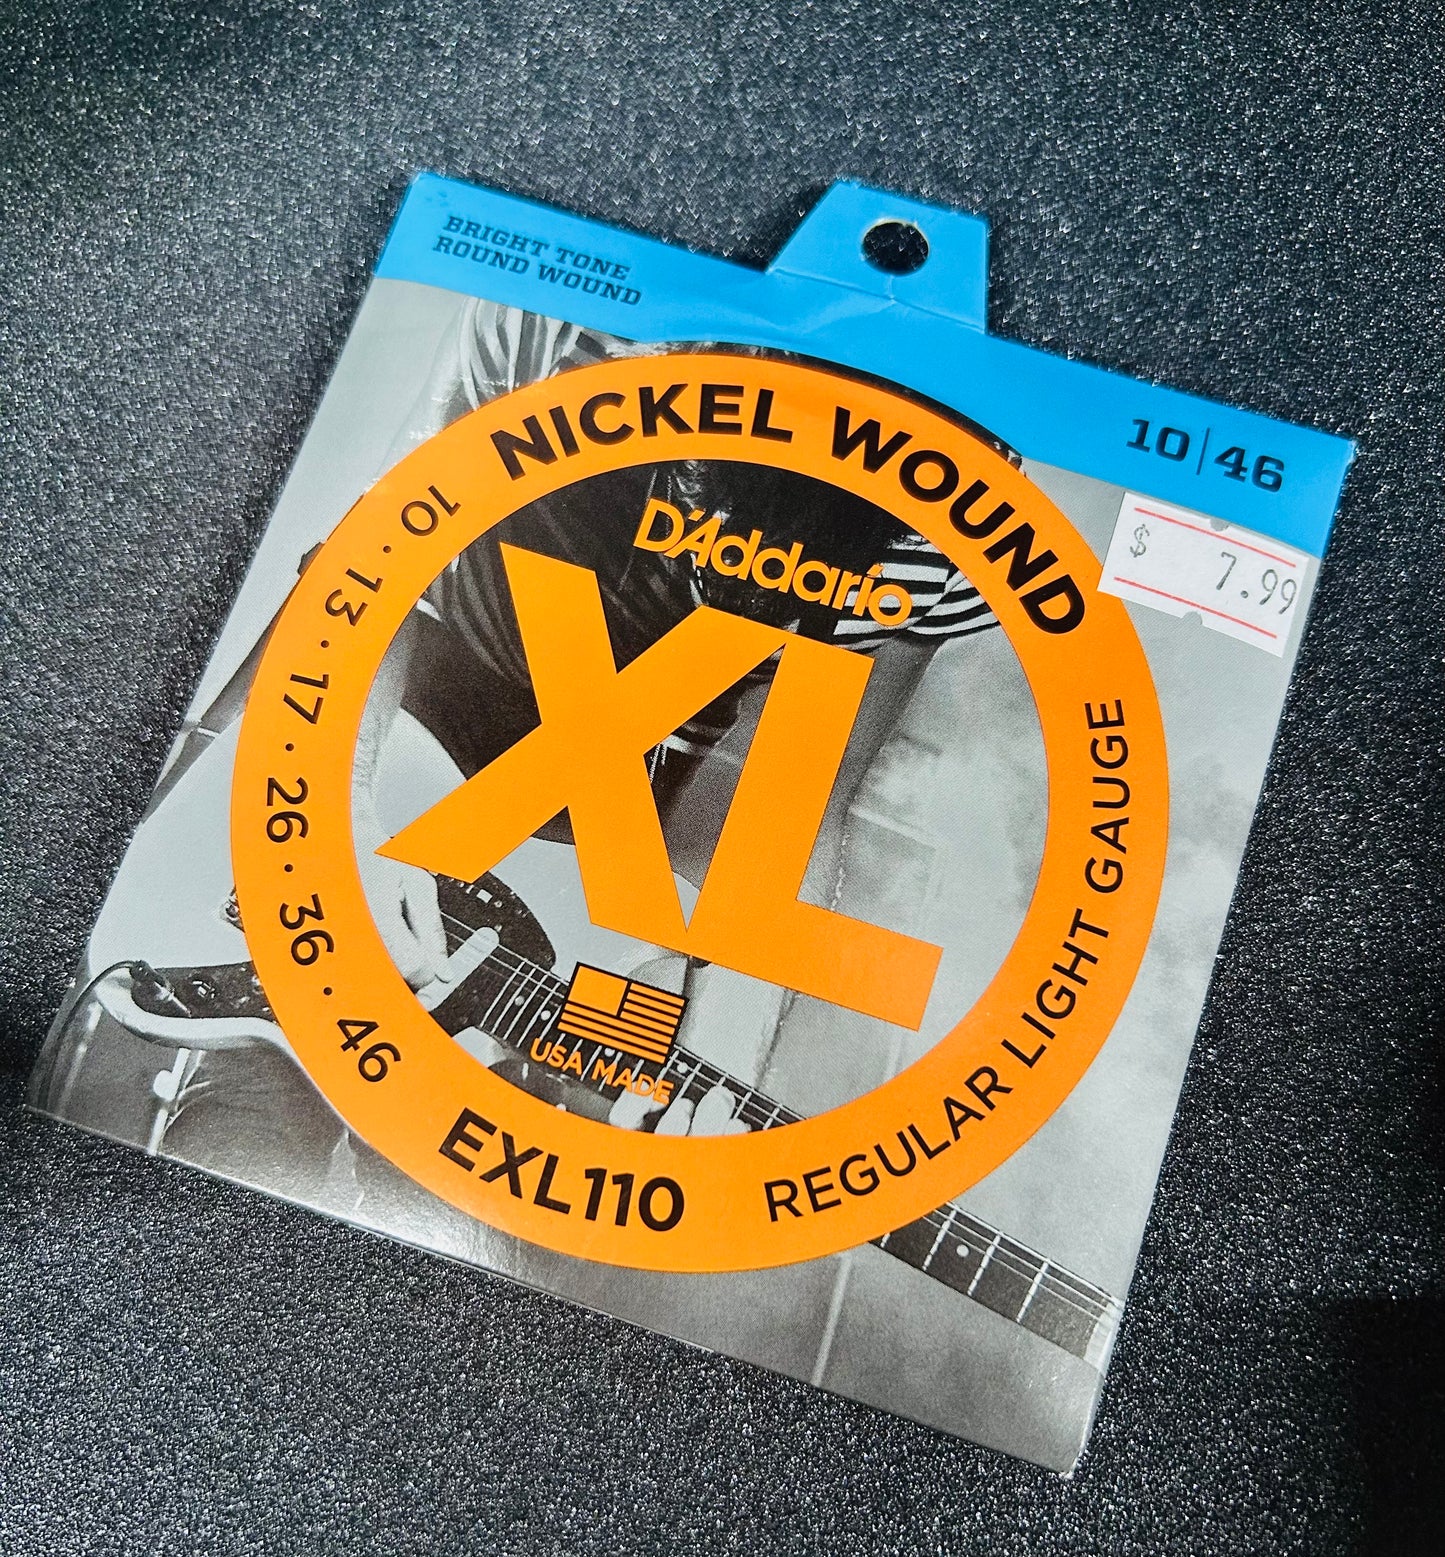 BRIGHT TONE
ROUND WOUND
10|46
$ 7.99
NICKEL WOUND
D'Addario
XL
10 · 13 · 17 · 26 · 36 · 46
REGULAR LIGHT GAUGE
USA MADE
EXL110